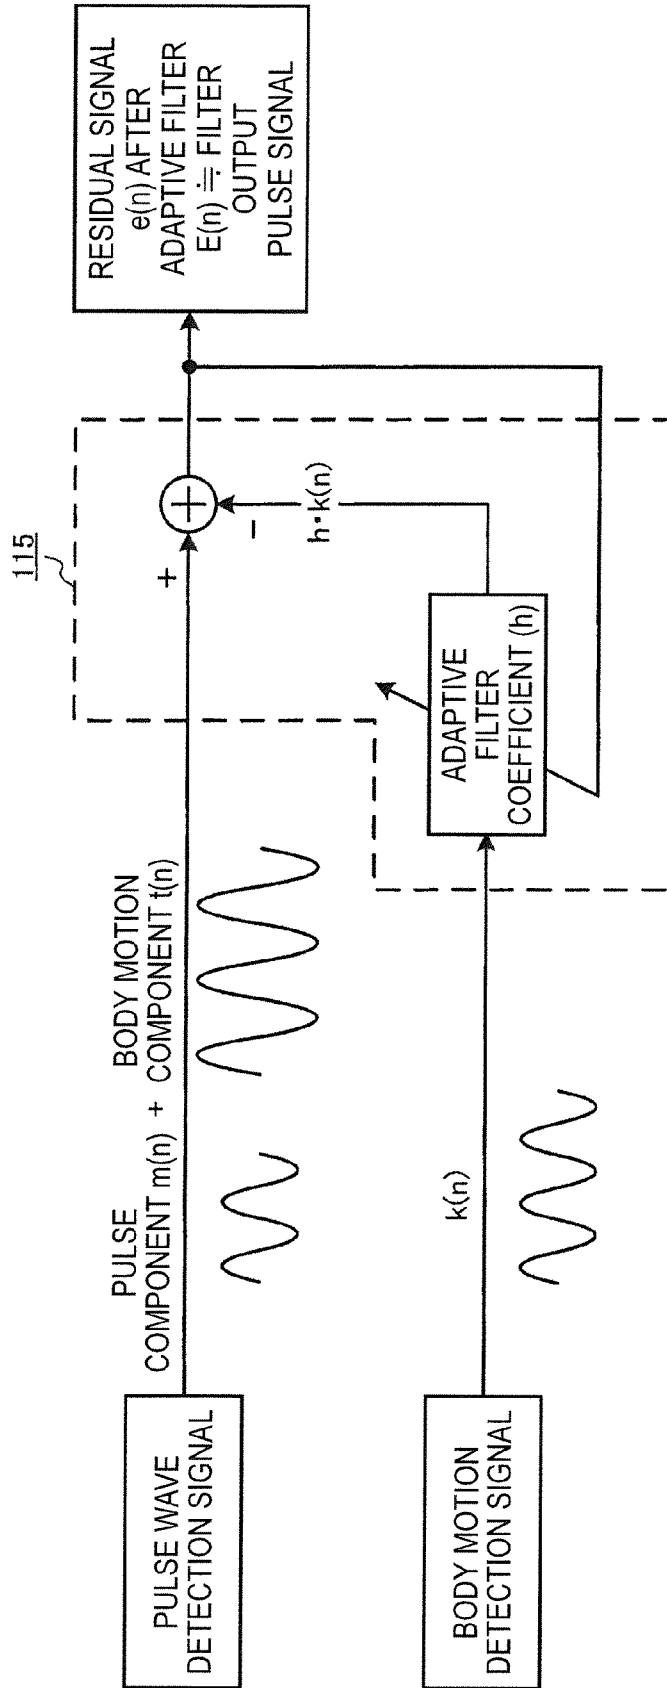 PULSE WAVE
DETECTION SIGNAL
PULSE
COMPONENT m(n)
+
BODY MOTION
COMPONENT t(n)
+
−
115
RESIDUAL SIGNAL
e(n) AFTER
ADAPTIVE FILTER
E(n) ≒ FILTER
OUTPUT
PULSE SIGNAL
BODY MOTION
DETECTION SIGNAL
k(n)
ADAPTIVE
FILTER
COEFFICIENT (h)
h·k(n)